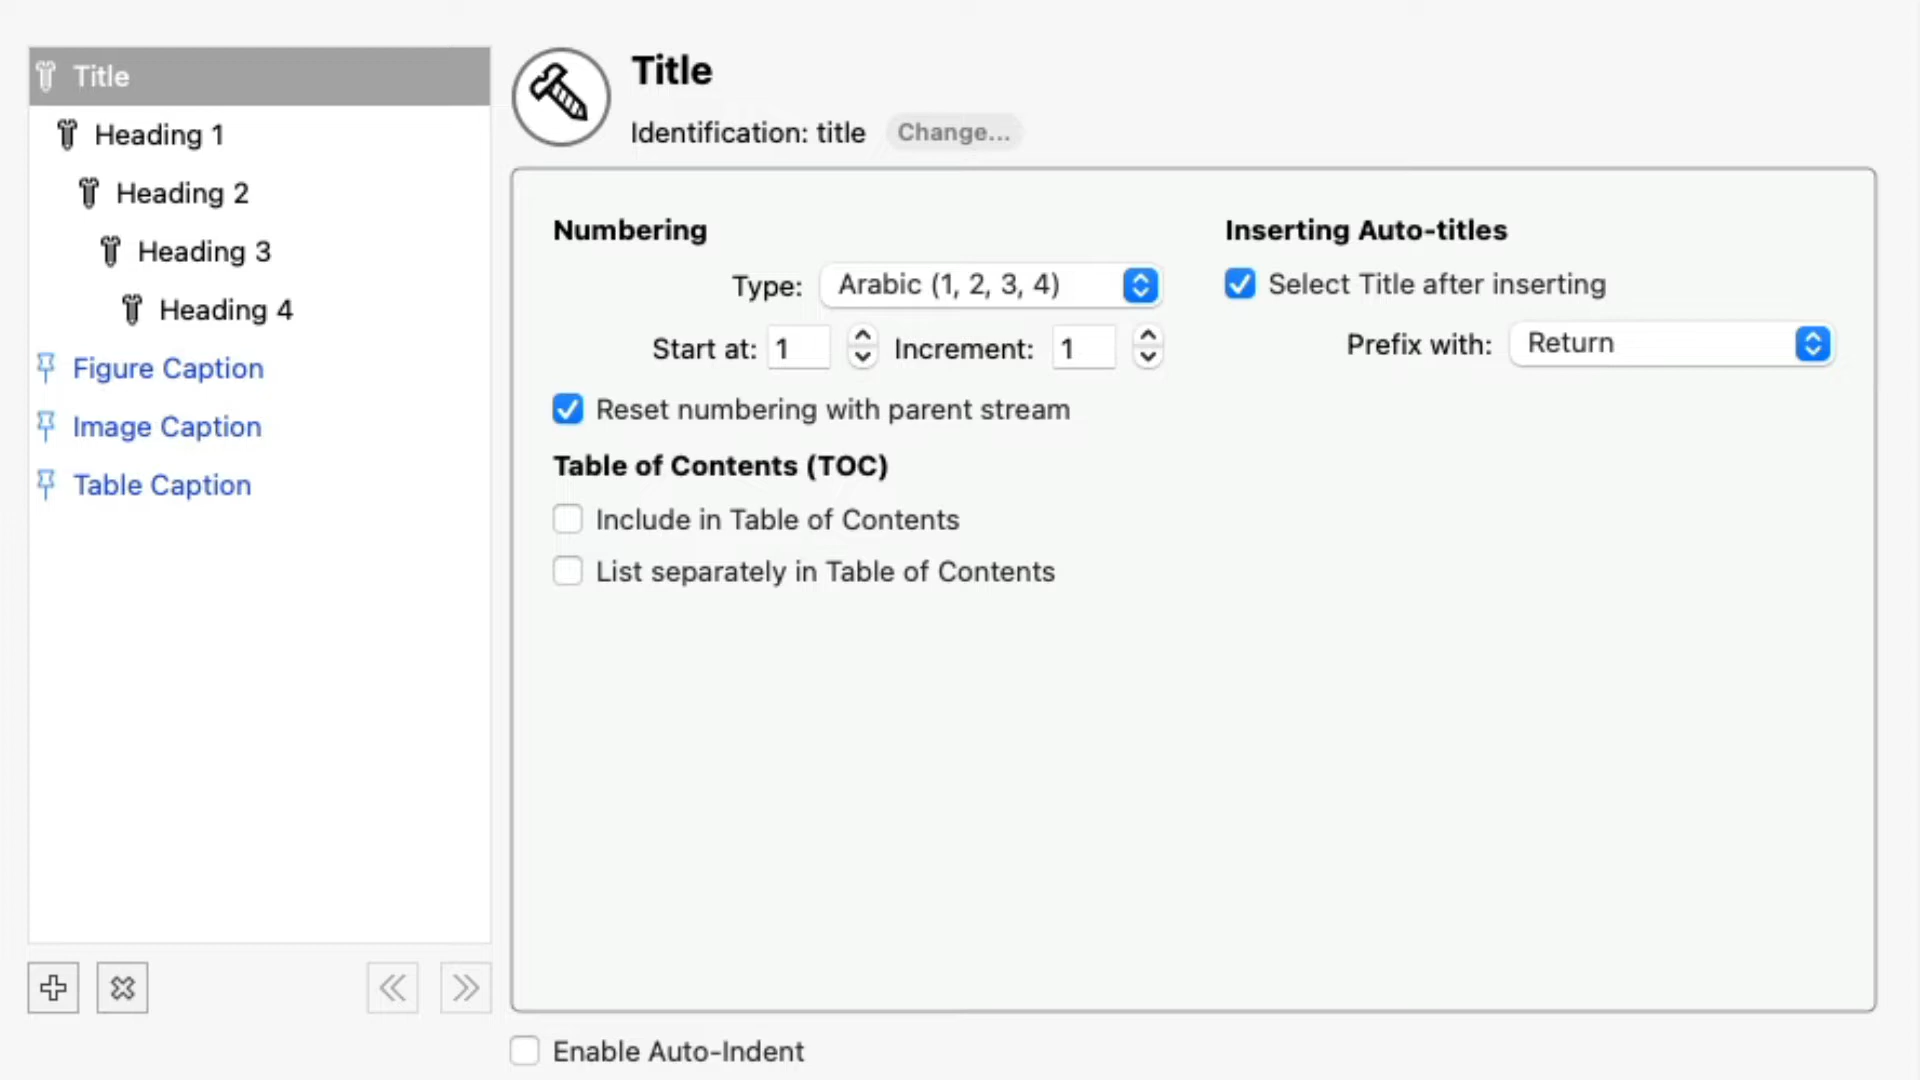 Title
Heading 1
Heading 2
Heading 3
Heading 4
Figure Caption
Image Caption
Table Caption
Title
Identification: title Change...
Numbering
Type: Arabic (1, 2, 3, 4)
Start at: 1 Increment: 1
Reset numbering with parent stream
Table of Contents (TOC)
Include in Table of Contents
List separately in Table of Contents
Inserting Auto-titles
Select Title after inserting
Prefix with: Return
Enable Auto-Indent